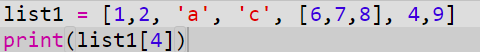 list1 = [1,2, 'a', 'c', [6,7,8], 4,9]
print(list1[4])